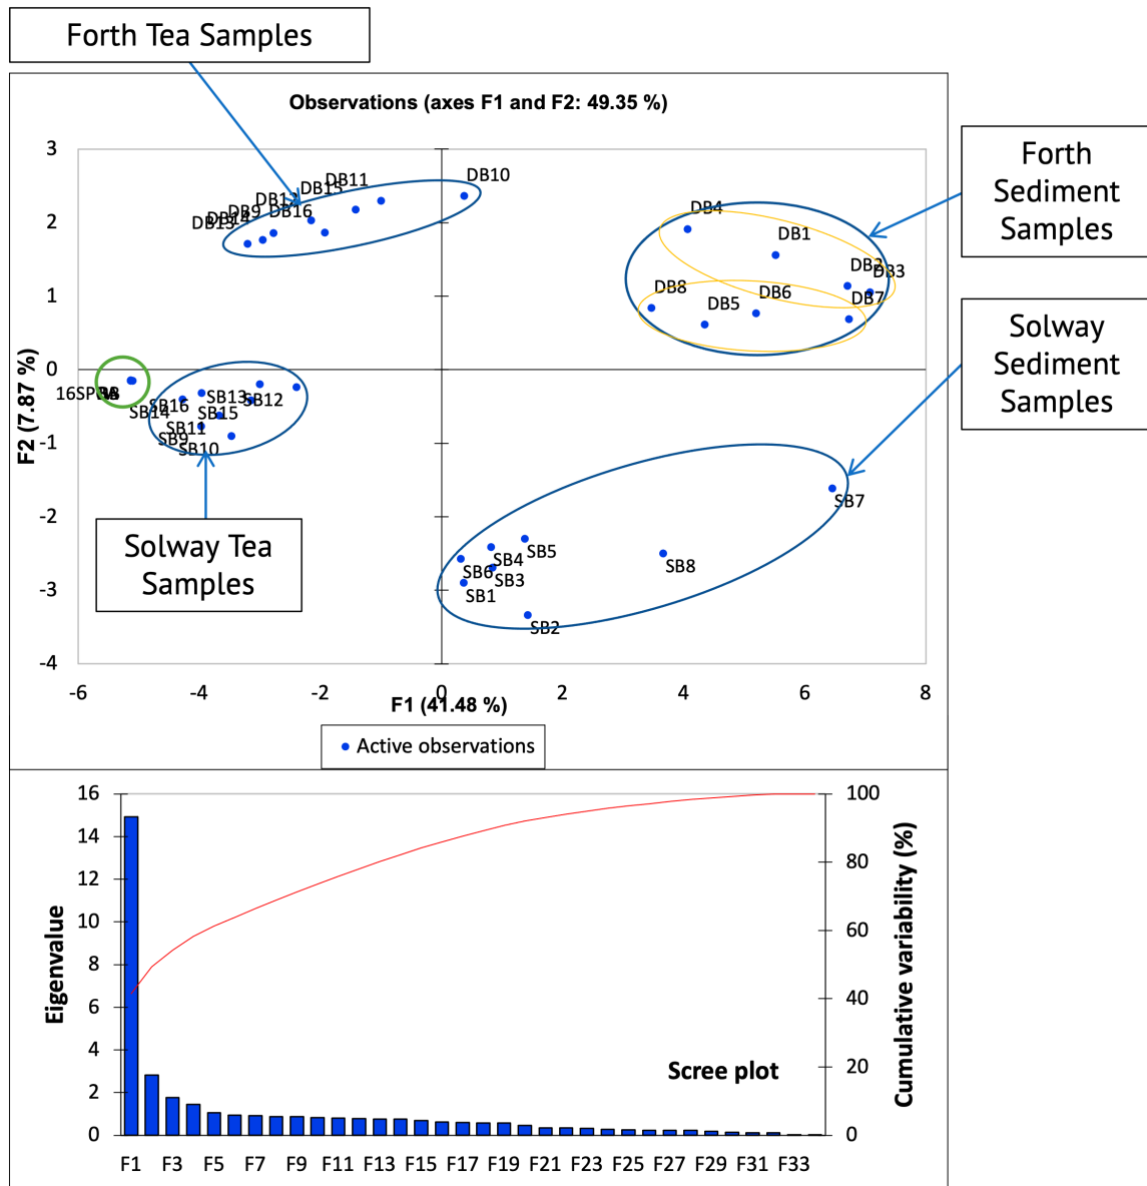 Forth Tea Samples
Observations (axes F1 and F2: 49.35 %)
Forth
Sediment
Samples
Solway
Sediment
Samples
Solway Tea
Samples
F2 (7.87 %)
3
2
1
0
-1
-2
-3
-4
DB10
DB11
DB15
DB16
DB9
DB4
DB1
DB2
DB8
DB6
DB7
DB5
SB13
SB12
SB16
SB15
SB14
SB11
SB9
SB10
SB7
SB5
SB4
SB8
SB6
SB3
SB1
SB2
-6
-4
-2
0
2
4
6
8
F1 (41.48 %)
Active observations
Eigenvalue
16
14
12
10
8
6
4
2
0
100
80
60
40
20
0
Cumulative variability (%)
Scree plot
F1
F3
F5
F7
F9
F11
F13
F15
F17
F19
F21
F23
F25
F27
F29
F31
F33